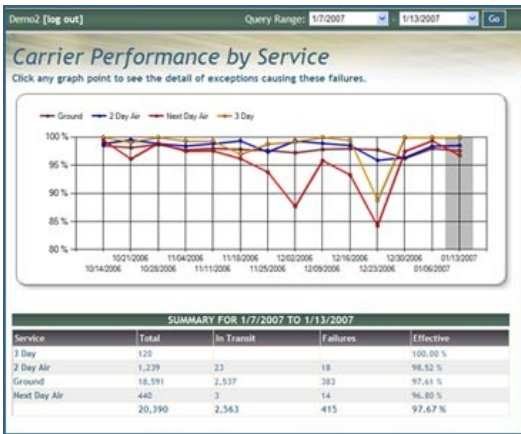 Demo2 [log out] Query Range: 1/7/2007 - 1/13/2007 Go
Carrier Performance by Service
Click any graph point to see the detail of exceptions causing these failures.
Ground 2 Day Air Next Day Air 3 Day
100 %
95 %
90 %
85 %
80 %
10/21/2006 11/04/2006 11/18/2006 12/02/2006 12/16/2006 12/30/2006 01/13/2007
10/14/2006 10/28/2006 11/11/2006 11/25/2006 12/09/2006 12/23/2006 01/06/2007
SUMMARY FOR 1/7/2007 TO 1/13/2007
Service Total In Transit Failures Effective
3 Day 120 100.00 %
2 Day Air 1,239 23 18 98.52 %
Ground 18,591 2,537 383 97.61 %
Next Day Air 440 3 14 96.80 %
20,390 2,563 415 97.67 %